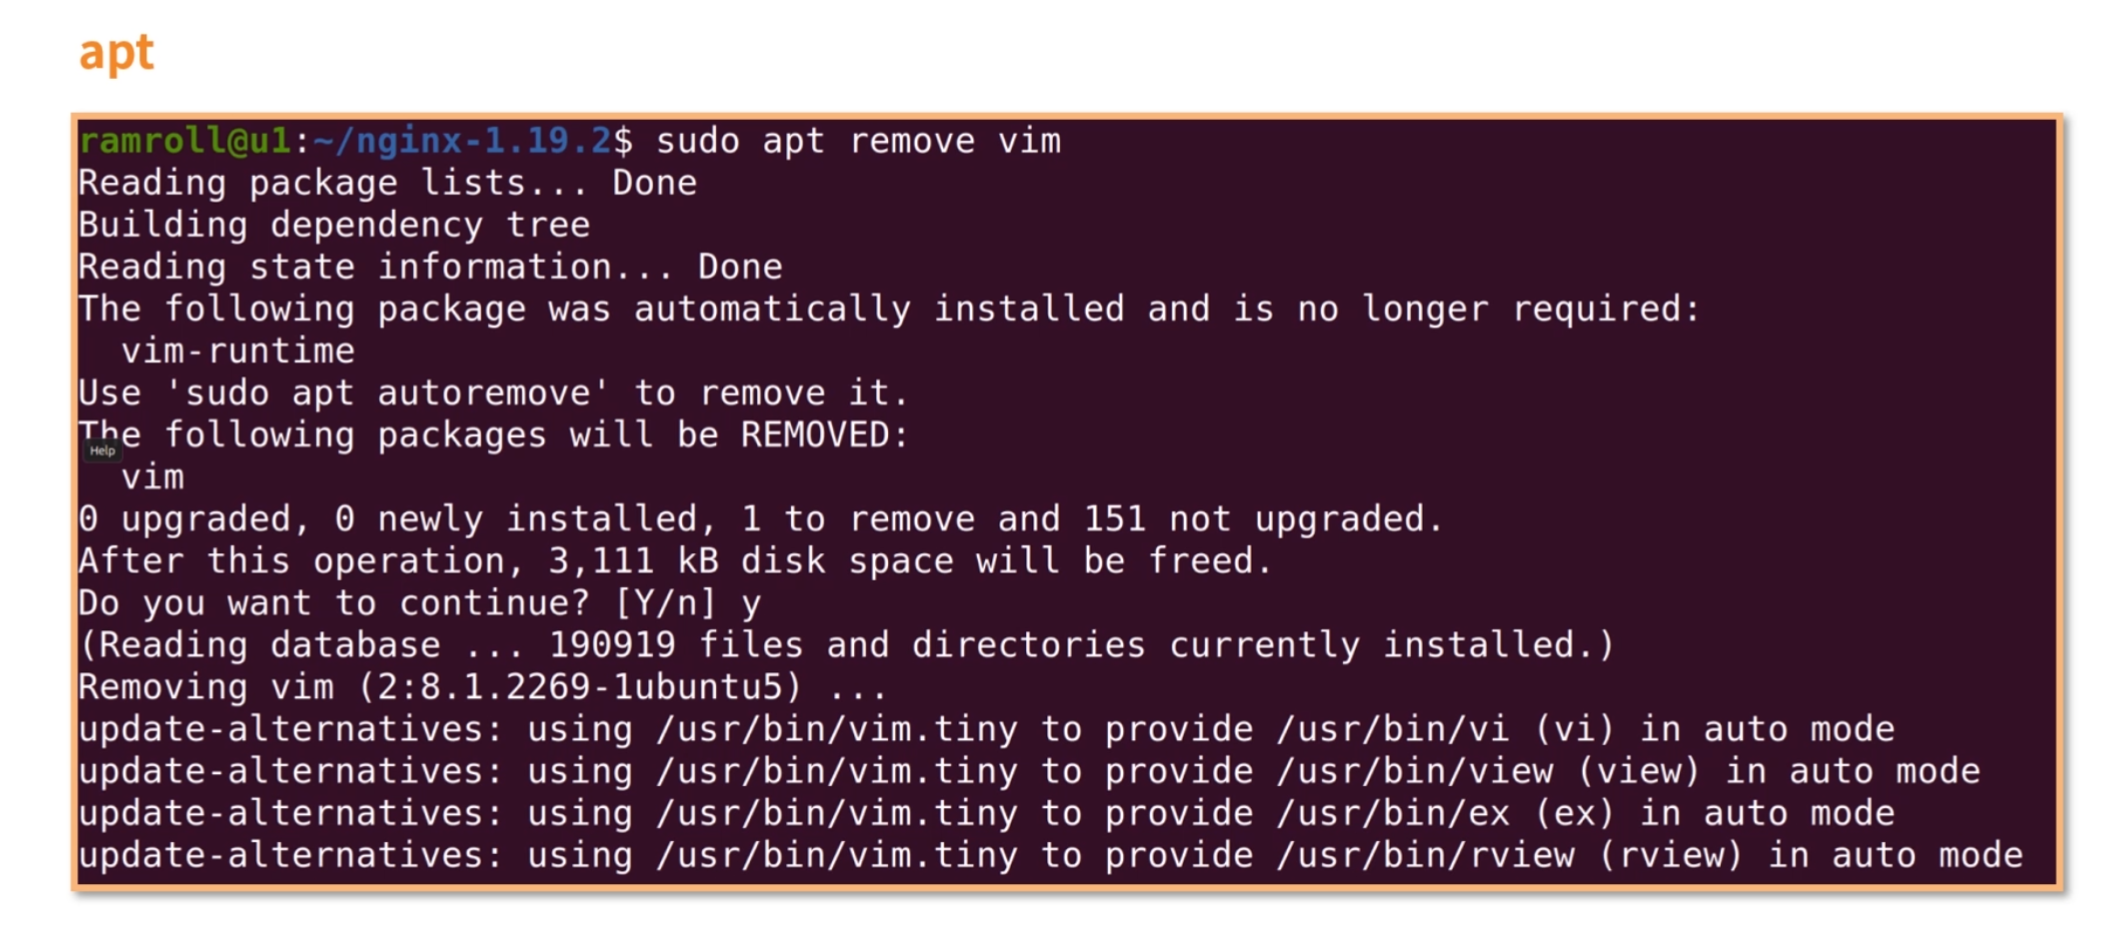 apt
ramroll@u1:~/nginx-1.19.2$ sudo apt remove vim
Reading package lists... Done
Building dependency tree
Reading state information... Done
The following package was automatically installed and is no longer required:
  vim-runtime
Use 'sudo apt autoremove' to remove it.
The following packages will be REMOVED:
Help
  vim
0 upgraded, 0 newly installed, 1 to remove and 151 not upgraded.
After this operation, 3,111 kB disk space will be freed.
Do you want to continue? [Y/n] y
(Reading database ... 190919 files and directories currently installed.)
Removing vim (2:8.1.2269-1ubuntu5) ...
update-alternatives: using /usr/bin/vim.tiny to provide /usr/bin/vi (vi) in auto mode
update-alternatives: using /usr/bin/vim.tiny to provide /usr/bin/view (view) in auto mode
update-alternatives: using /usr/bin/vim.tiny to provide /usr/bin/ex (ex) in auto mode
update-alternatives: using /usr/bin/vim.tiny to provide /usr/bin/rview (rview) in auto mode